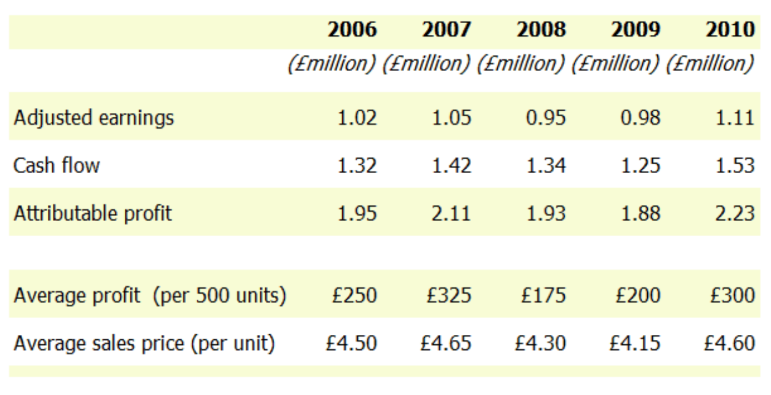 2006 2007 2008 2009 2010
(£million) (£million) (£million) (£million) (£million)
Adjusted earnings 1.02 1.05 0.95 0.98 1.11
Cash flow 1.32 1.42 1.34 1.25 1.53
Attributable profit 1.95 2.11 1.93 1.88 2.23
Average profit (per 500 units) £250 £325 £175 £200 £300
Average sales price (per unit) £4.50 £4.65 £4.30 £4.15 £4.60